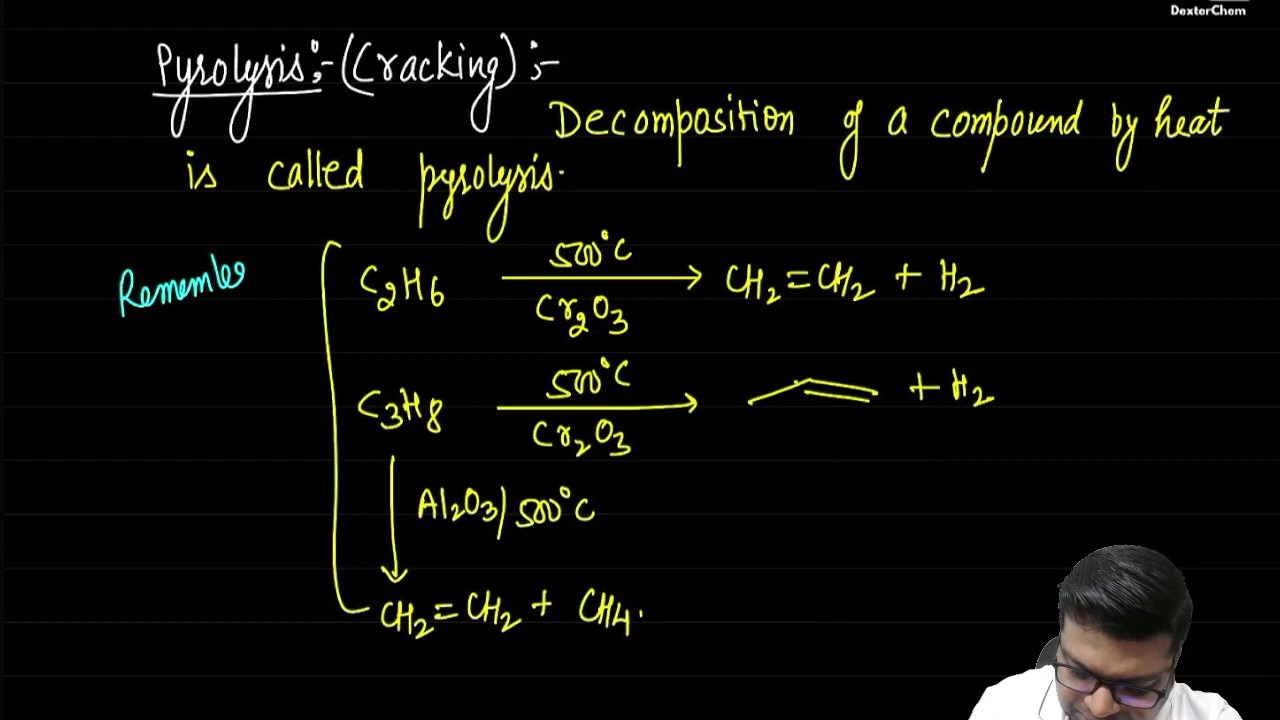 DexterChem
Pyrolysis:- (Cracking):-
Decomposition of a compound by heat
is called pyrolysis.
Remember
C2H6 500°C Cr2O3 → CH2=CH2 + H2
C3H8 500°C Cr2O3 → + H2
Al2O3/500°C
CH2=CH2 + CH4.